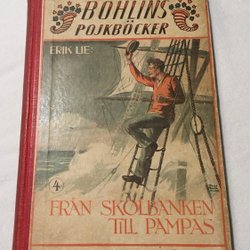 BOHLINS
POJKBÖCKER
ERIK LIE:
4
FRÅN SKOLBÄNKEN
TILL PAMPAS